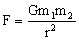 F = Gm₁m₂ / r²